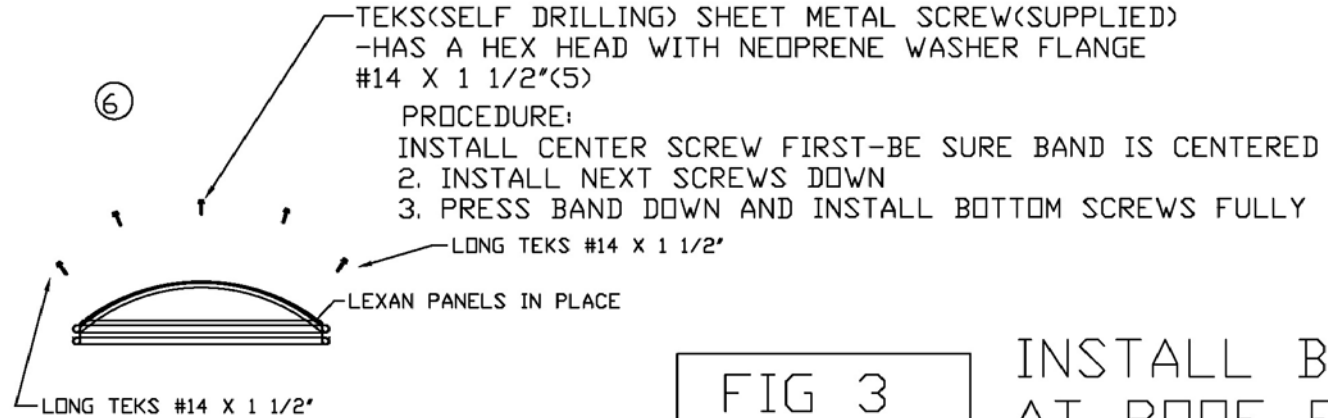 TEKS(SELF DRILLING) SHEET METAL SCREW(SUPPLIED)
-HAS A HEX HEAD WITH NEOPRENE WASHER FLANGE
#14 X 1 1/2"(5)
6
PROCEDURE:
INSTALL CENTER SCREW FIRST-BE SURE BAND IS CENTERED
2. INSTALL NEXT SCREWS DOWN
3. PRESS BAND DOWN AND INSTALL BOTTOM SCREWS FULLY
LONG TEKS #14 X 1 1/2"
LEXAN PANELS IN PLACE
LONG TEKS #14 X 1 1/2"
FIG 3
INSTALL B
AT ROOF